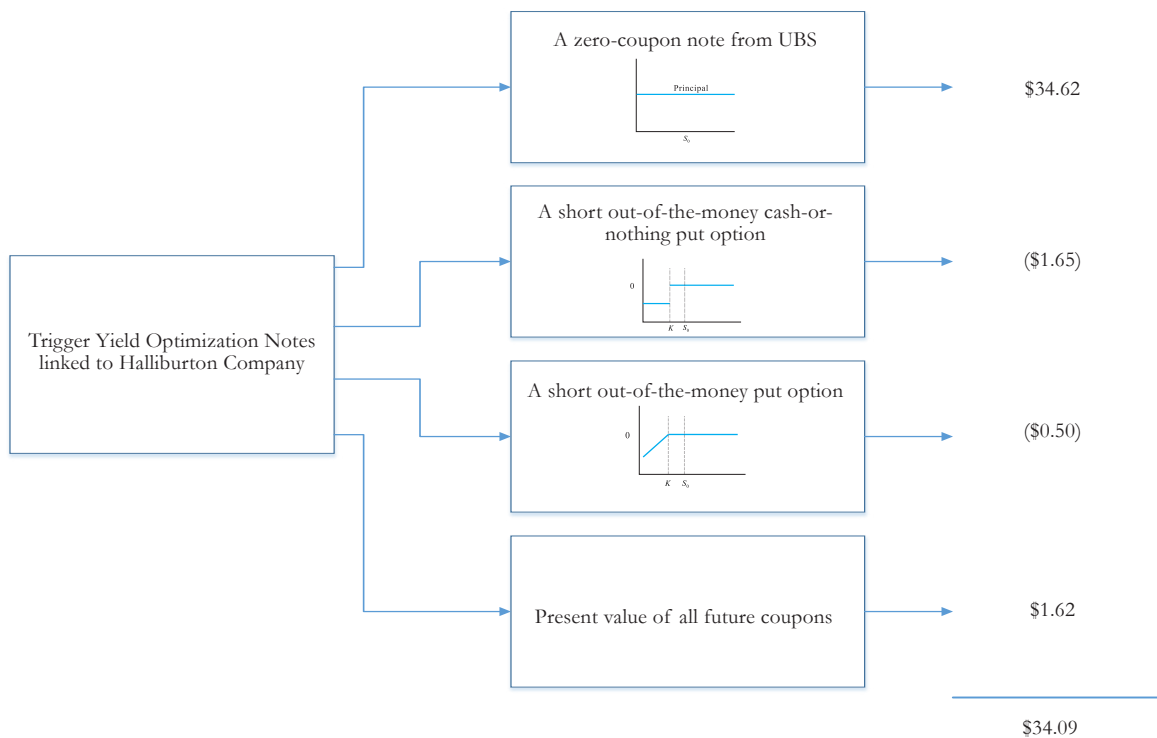 A zero-coupon note from UBS
Principal
S0
$34.62
A short out-of-the-money cash-or-
nothing put option
0
K
S0
($1.65)
Trigger Yield Optimization Notes
linked to Halliburton Company
A short out-of-the-money put option
0
K
S0
($0.50)
Present value of all future coupons
$1.62
$34.09